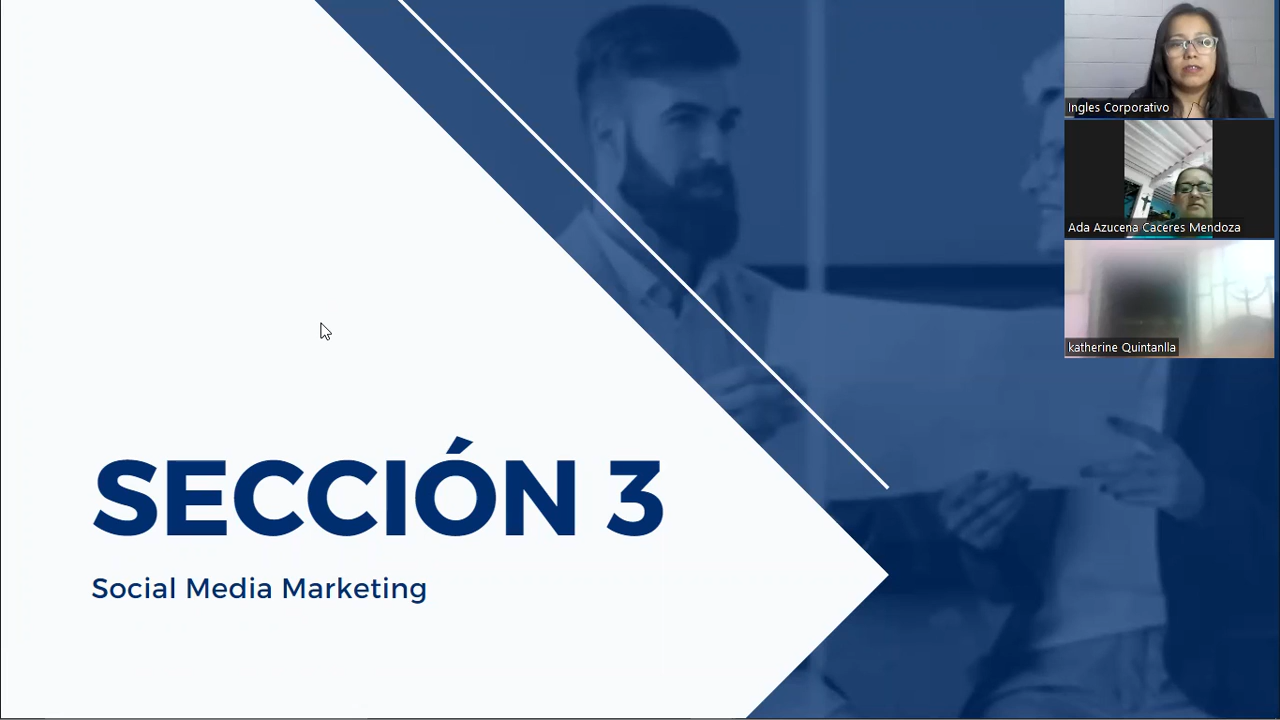 SECCIÓN 3
Social Media Marketing
Ingles Corporativo
Ada Azucena Caceres Mendoza
katherine Quintanlla